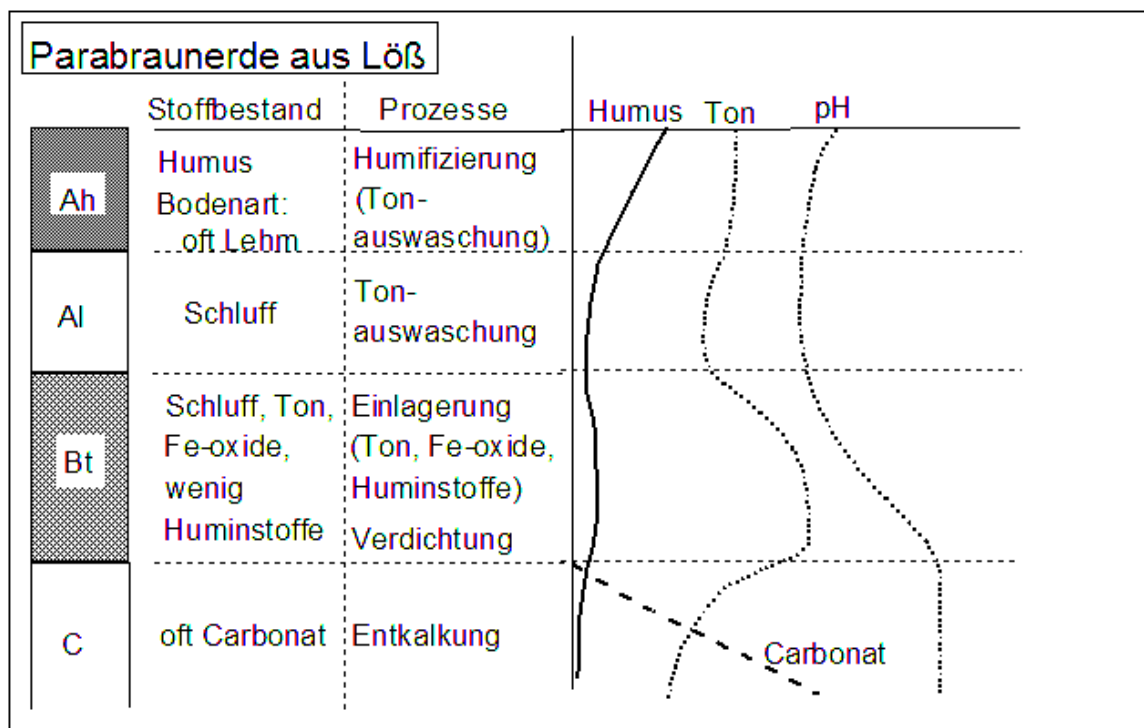 Parabraunerde aus Löß
Stoffbestand Prozesse Humus Ton pH
Ah
Humus
Bodenart:
oft Lehm
Humifizierung
(Ton-
auswaschung)
Al
Schluff
Ton-
auswaschung
Bt
Schluff, Ton,
Fe-oxide,
wenig
Huminstoffe
Einlagerung
(Ton, Fe-oxide,
Huminstoffe)
Verdichtung
C
oft Carbonat
Entkalkung
Carbonat